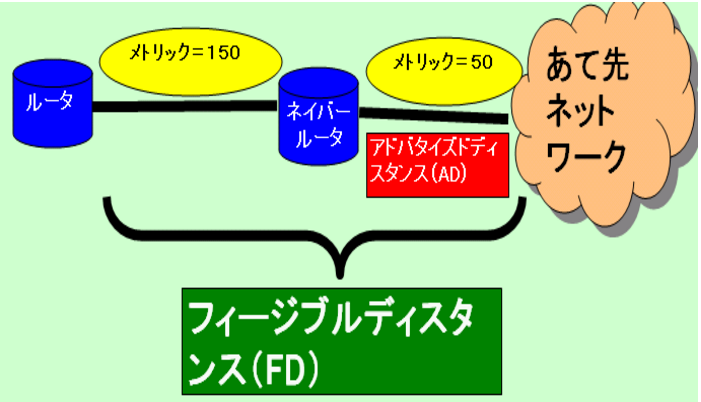 メトリック=150
メトリック=50
あて先
ネット
ワーク
ルータ
ネイバー
ルータ
アドバタイズドディ
スタンス(AD)
フィージブルディスタ
ンス(FD)